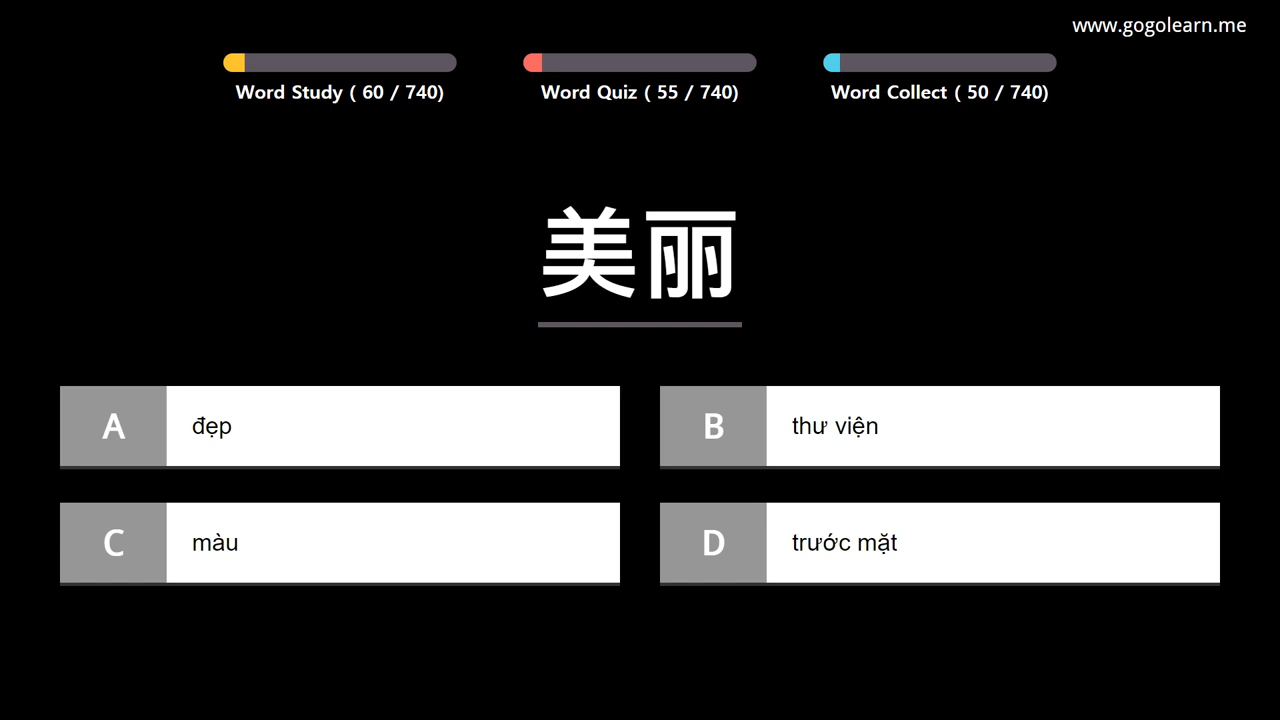 www.gogolearn.me
Word Study ( 60 / 740)
Word Quiz ( 55 / 740)
Word Collect ( 50 / 740)
美丽
A đẹp
B thư viện
C màu
D trước mặt